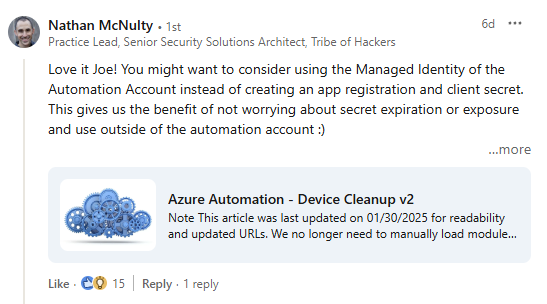 Nathan McNulty • 1st
6d ...
Practice Lead, Senior Security Solutions Architect, Tribe of Hackers
Love it Joe! You might want to consider using the Managed Identity of the
Automation Account instead of creating an app registration and client secret.
This gives us the benefit of not worrying about secret expiration or exposure
and use outside of the automation account :)
...more
Azure Automation - Device Cleanup v2
Note This article was last updated on 01/30/2025 for readability
and updated URLs. We no longer need to manually load module...
Like · 15 | Reply · 1 reply